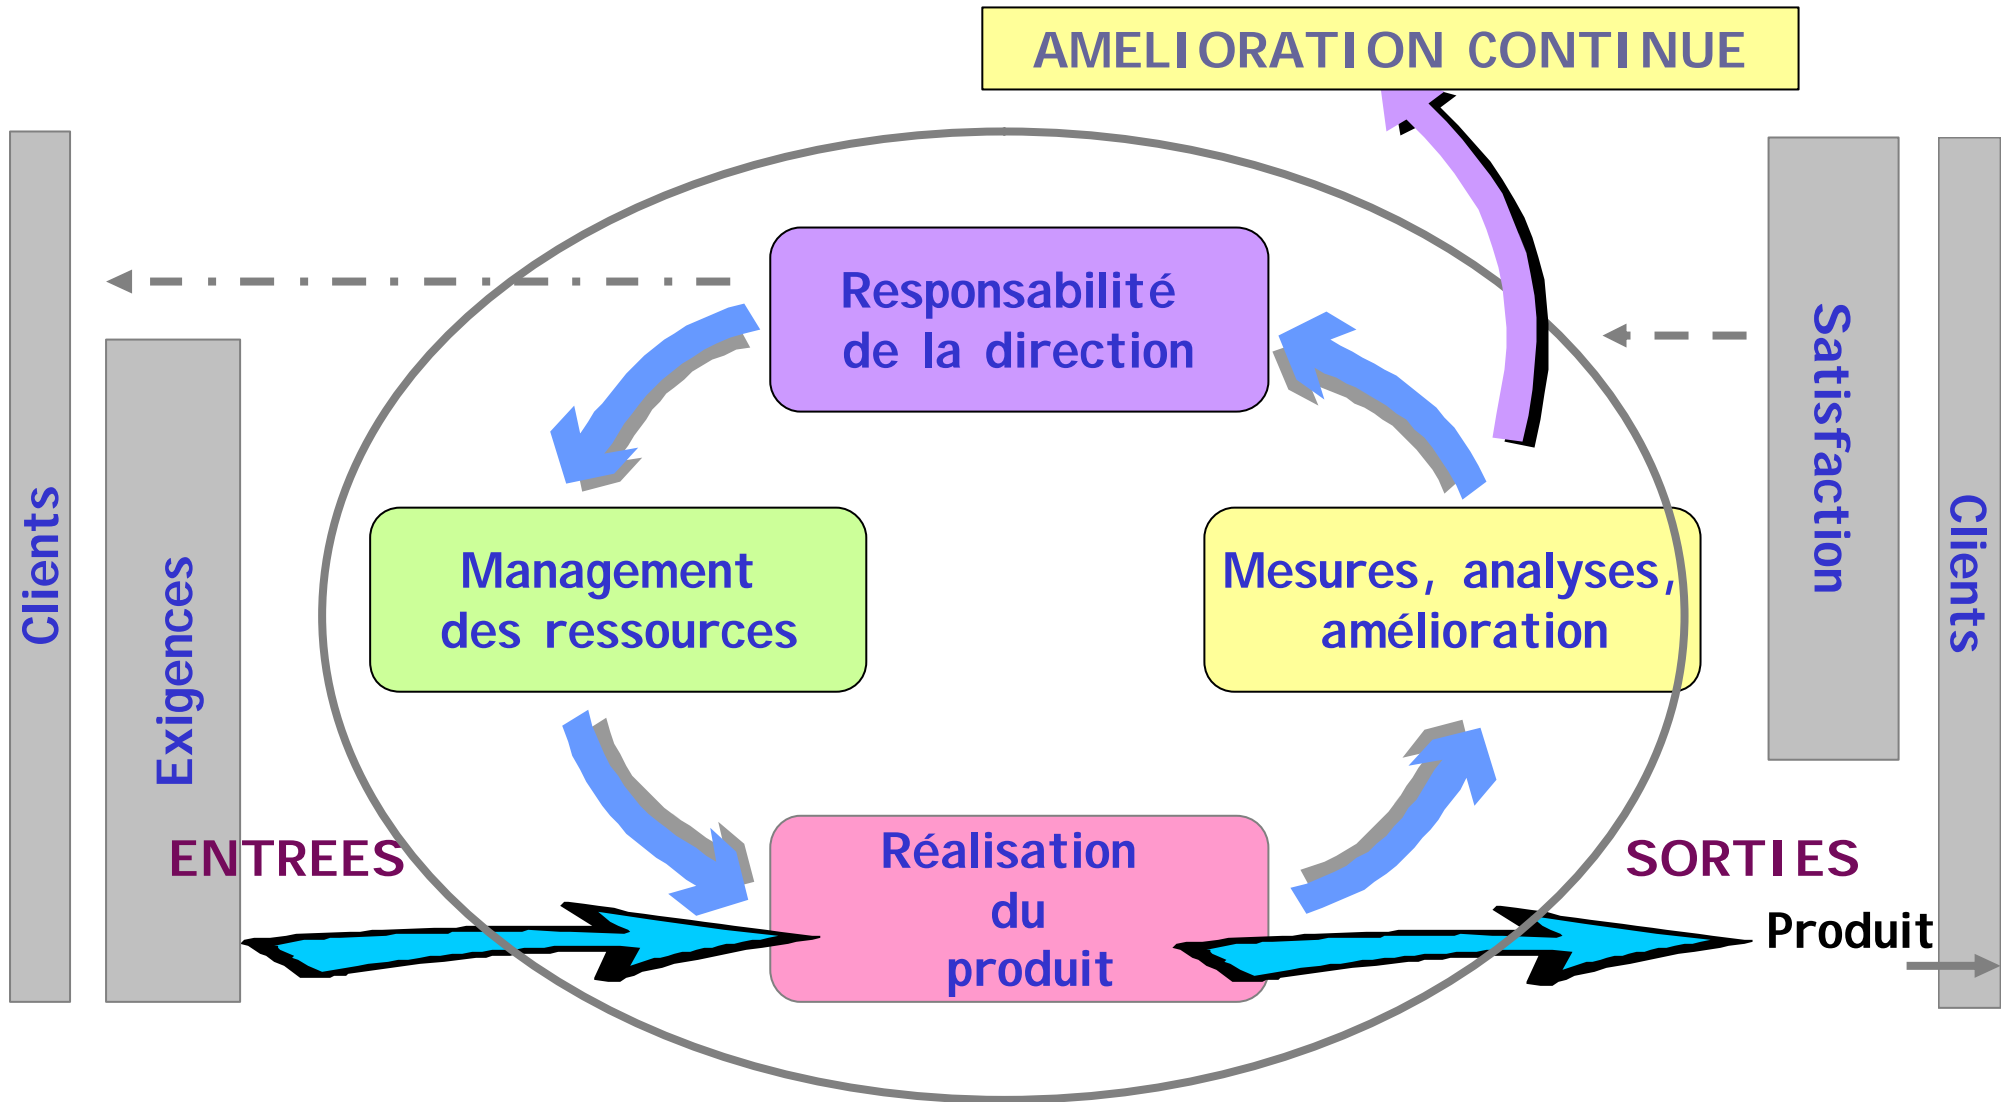 AMELIORATION CONTINUE
Clients
Exigences
Responsabilité
de la direction
Satisfaction
Clients
Management
des ressources
Mesures, analyses,
amélioration
ENTREES
Réalisation
du
produit
SORTIES
Produit